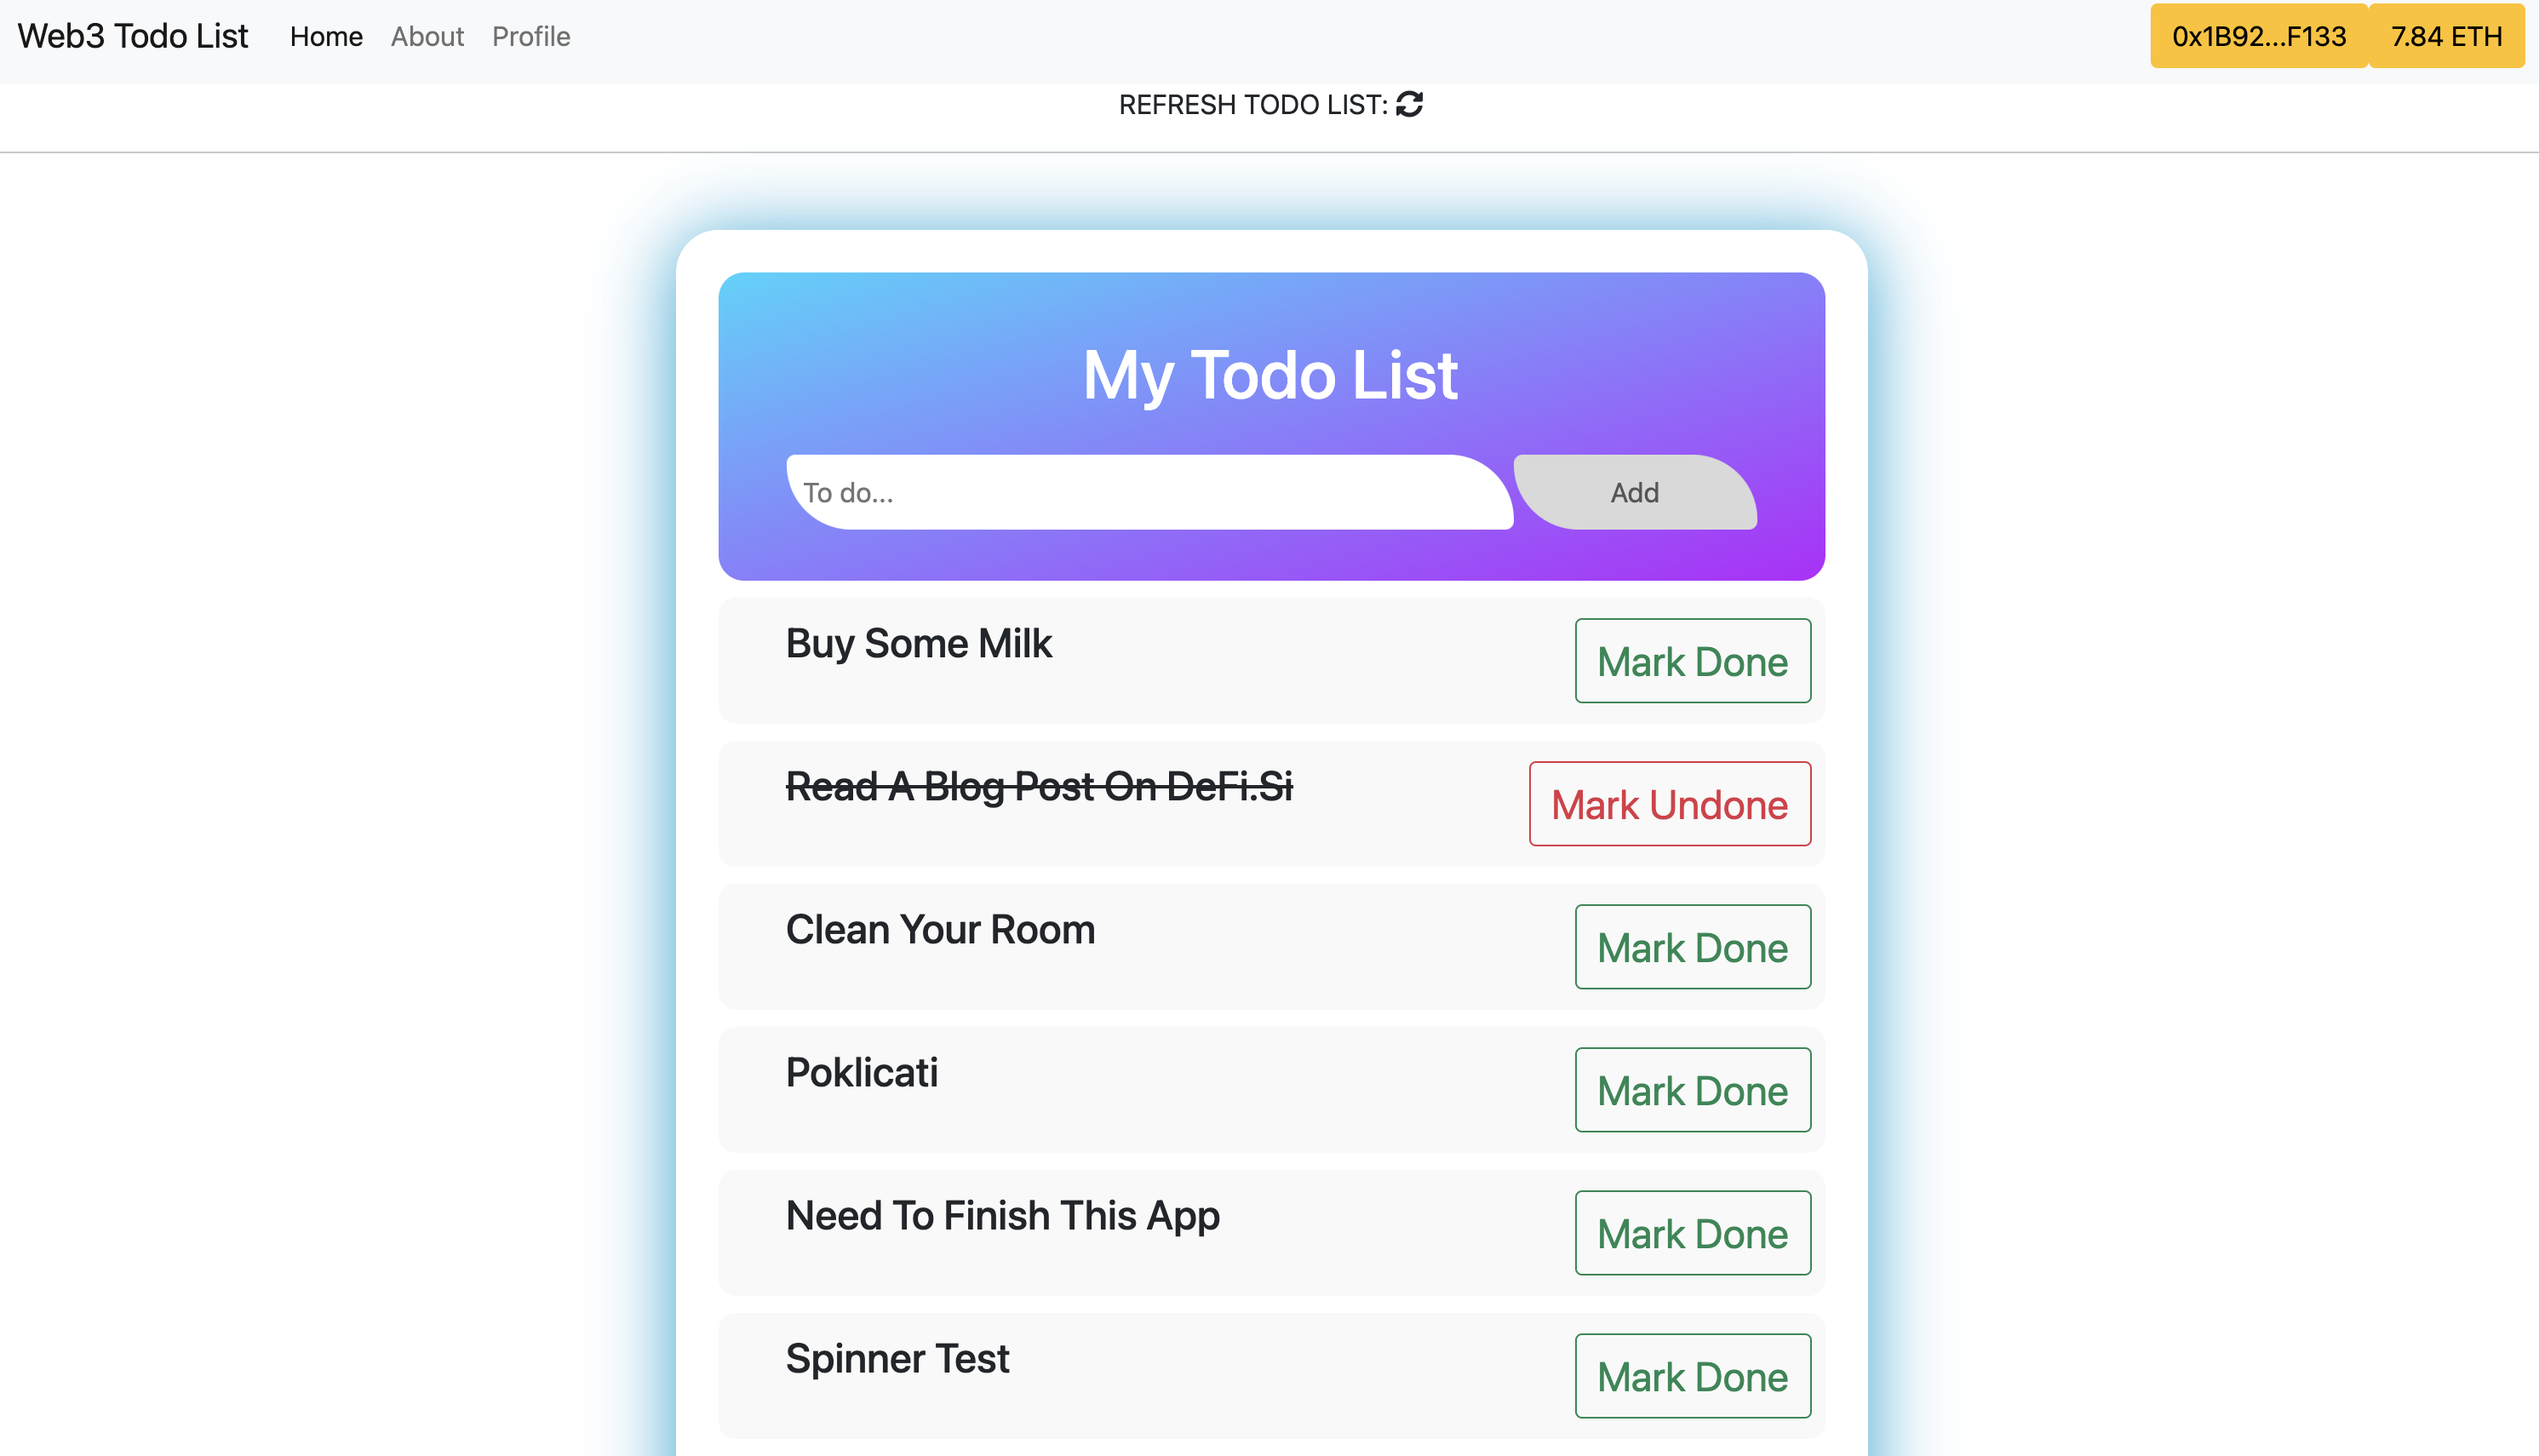 Web3 Todo List Home About Profile 0x1B92...F133 7.84 ETH
REFRESH TODO LIST:
My Todo List
To do... Add
Buy Some Milk Mark Done
Read A Blog Post On DeFi.Si Mark Undone
Clean Your Room Mark Done
Poklicati Mark Done
Need To Finish This App Mark Done
Spinner Test Mark Done